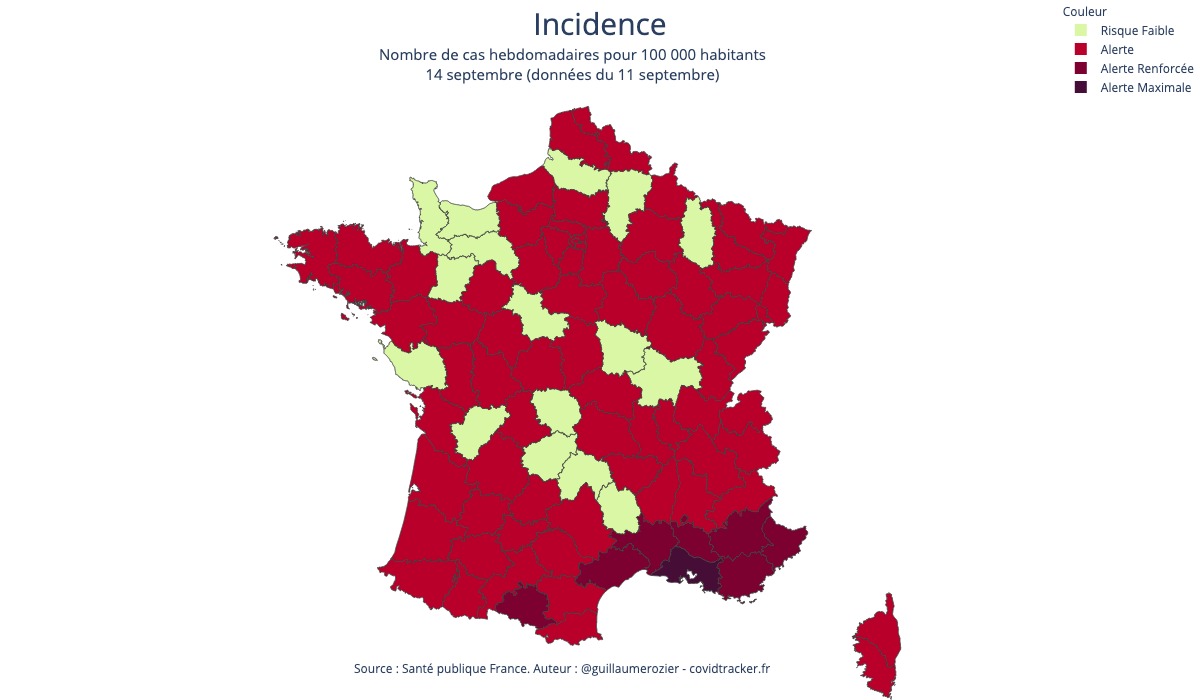 Incidence
Nombre de cas hebdomadaires pour 100 000 habitants
14 septembre (données du 11 septembre)
Couleur
Risque Faible
Alerte
Alerte Renforcée
Alerte Maximale
Source : Santé publique France. Auteur : @guillaumerozier - covidtracker.fr